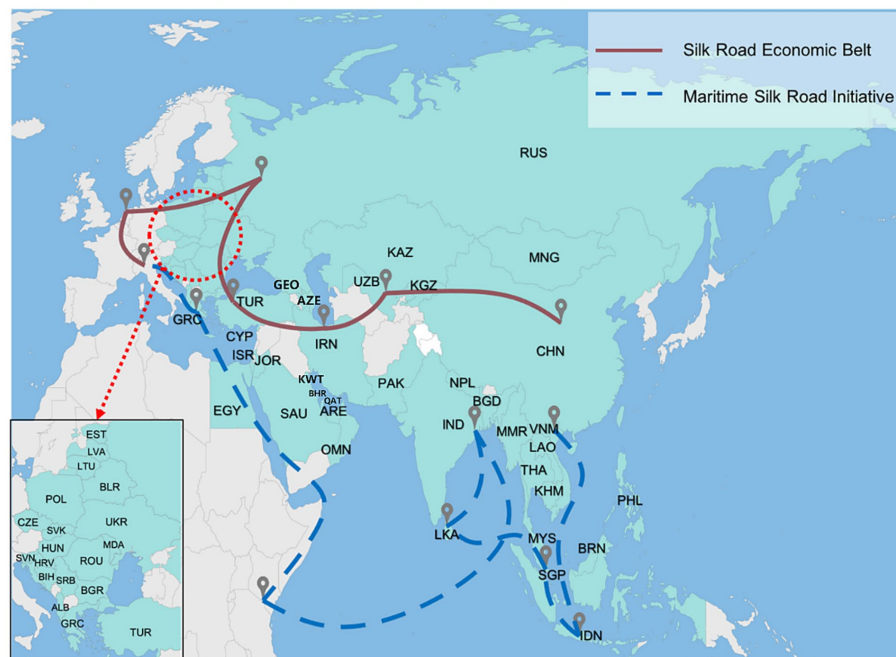 Silk Road Economic Belt
Maritime Silk Road Initiative
RUS
KAZ
MNG
UZB
KGZ
GEO
AZE
TUR
GRC
IRN
CHN
CYP
ISR
JOR
KWT
BHR
QAT
PAK
NPL
BGD
EGY
SAU
ARE
IND
MMR
VNM
LAO
OMN
THA
KHM
PHL
LKA
MYS
BRN
SGP
IDN
EST
LVA
LTU
BLR
POL
CZE
SVK
UKR
HUN
MDA
SVN
HRV
ROU
BIH
SRB
BGR
ALB
GRC
TUR